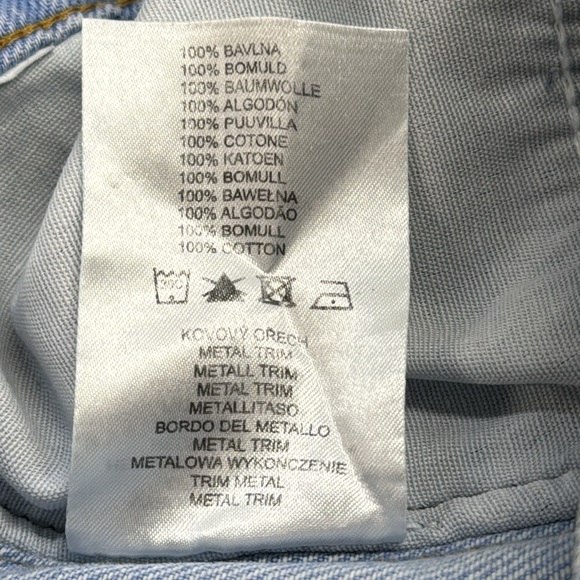 100% BAVLNA
100% BOMULD
100% BAUMWOLLE
100% ALGODÓN
100% PUUVILLA
100% COTONE
100% KATOEN
100% BOMULL
100% BAWEŁNA
100% ALGODÃO
100% BOMULL
100% COTTON
30C
KOVOVÝ OŘECH
METAL TRIM
METALL TRIM
METAL TRIM
METALLITASO
BORDO DEL METALLO
METAL TRIM
METALOWA WYKOŃCZENIE
TRIM METAL
METAL TRIM